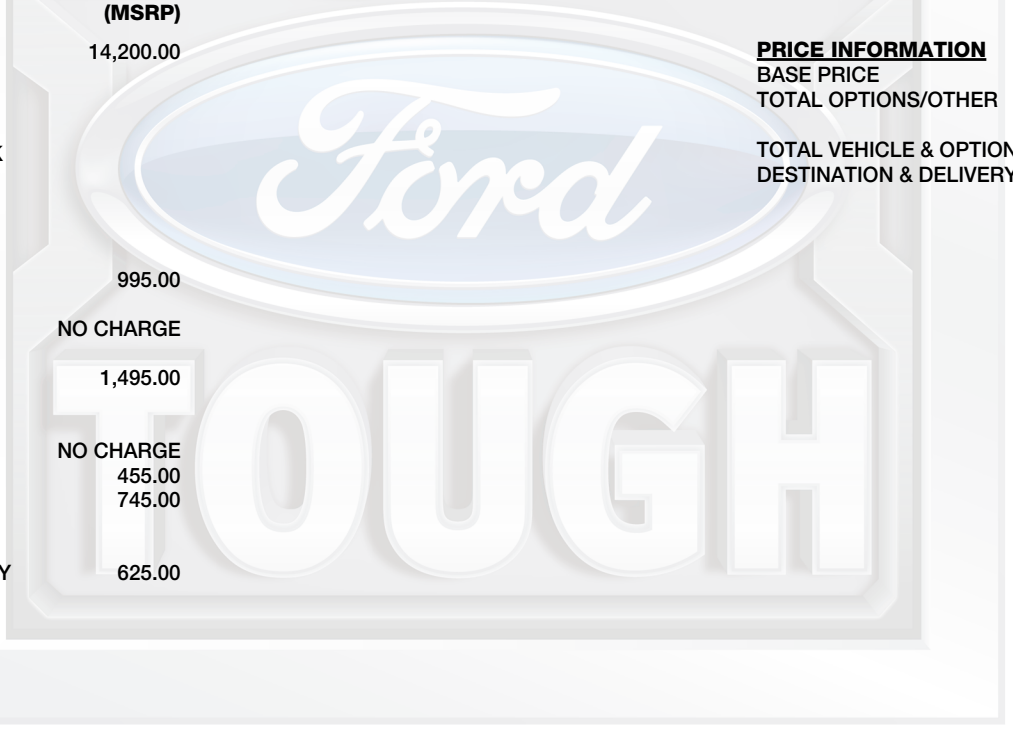 (MSRP)
14,200.00
995.00
NO CHARGE
1,495.00
NO CHARGE
455.00
745.00
Y 625.00
PRICE INFORMATION
BASE PRICE
TOTAL OPTIONS/OTHER
TOTAL VEHICLE & OPTION
DESTINATION & DELIVERY
Ford
TOUGH